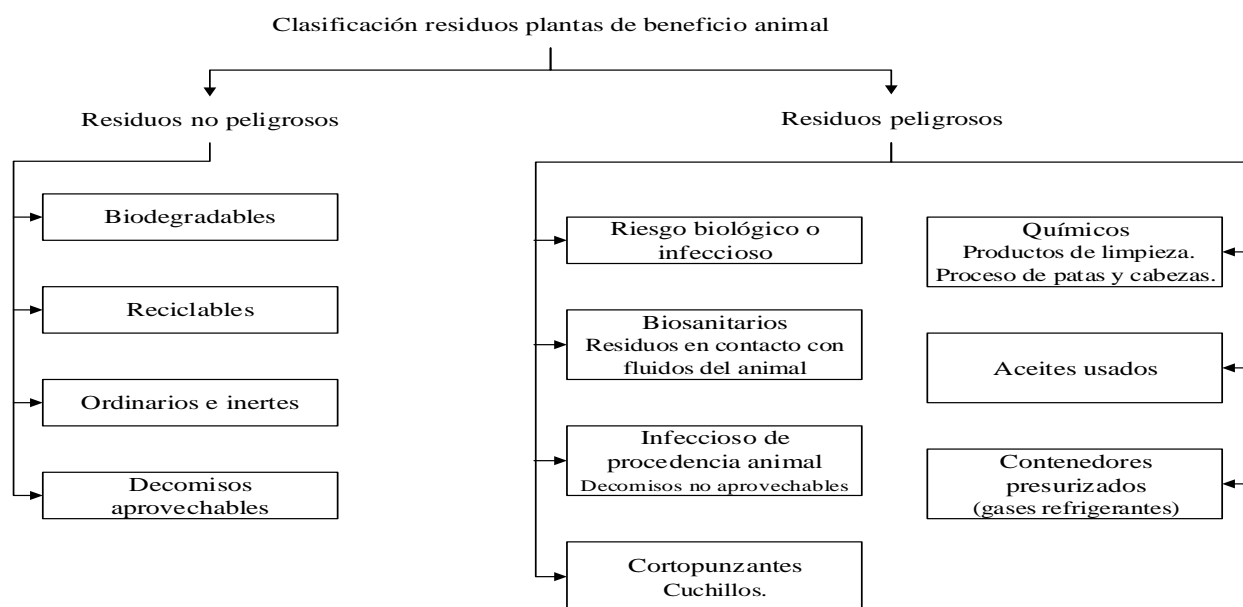 Clasificación residuos plantas de beneficio animal
Residuos no peligrosos
Biodegradables
Reciclables
Ordinarios e inertes
Decomisos
aprovechables
Residuos peligrosos
Riesgo biológico o
infeccioso
Biosanitarios
Residuos en contacto con
fluidos del animal
Infeccioso de
procedencia animal
Decomisos no aprovechables
Cortopunzantes
Cuchillos.
Químicos
Productos de limpieza.
Proceso de patas y cabezas.
Aceites usados
Contenedores
presurizados
(gases refrigerantes)